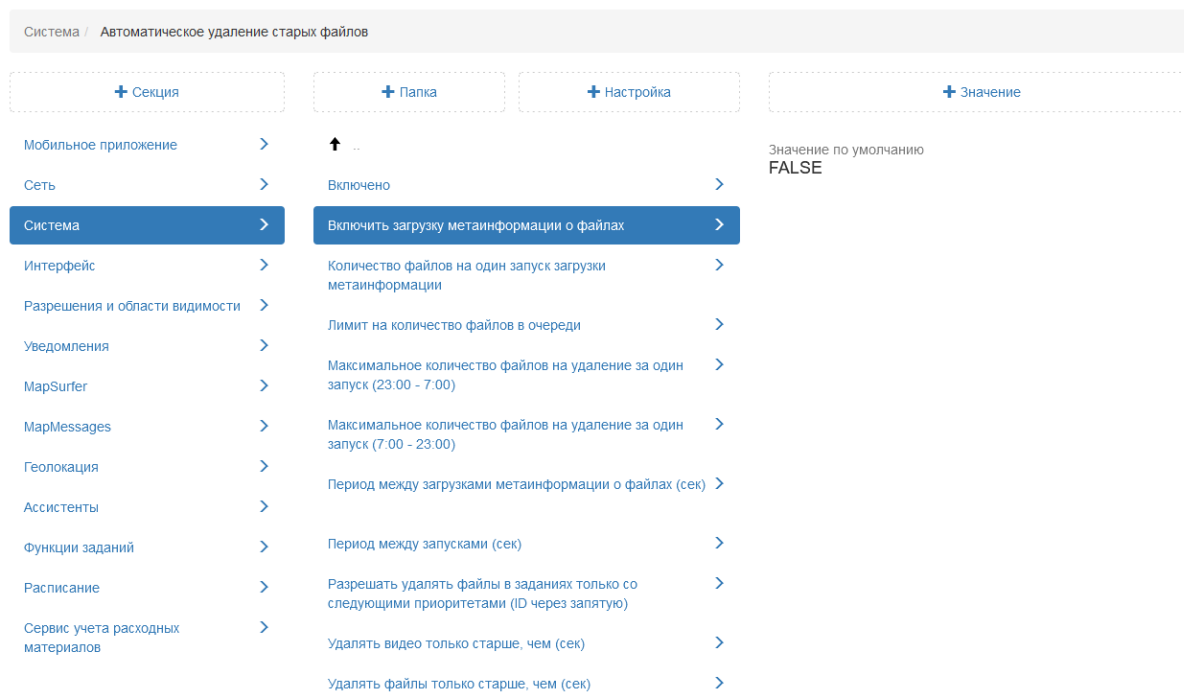 Система / Автоматическое удаление старых файлов
+ Секция
+ Папка
+ Настройка
+ Значение
Мобильное приложение
Сеть
Система
Интерфейс
Разрешения и области видимости
Уведомления
MapSurfer
MapMessages
Геолокация
Ассистенты
Функции заданий
Расписание
Сервис учета расходных
материалов
..
Включено
Включить загрузку метаинформации о файлах
Количество файлов на один запуск загрузки
метаинформации
Лимит на количество файлов в очереди
Максимальное количество файлов на удаление за один
запуск (23:00 - 7:00)
Максимальное количество файлов на удаление за один
запуск (7:00 - 23:00)
Период между загрузками метаинформации о файлах (сек)
Период между запусками (сек)
Разрешать удалять файлы в заданиях только со
следующими приоритетами (ID через запятую)
Удалять видео только старше, чем (сек)
Удалять файлы только старше, чем (сек)
Значение по умолчанию
FALSE